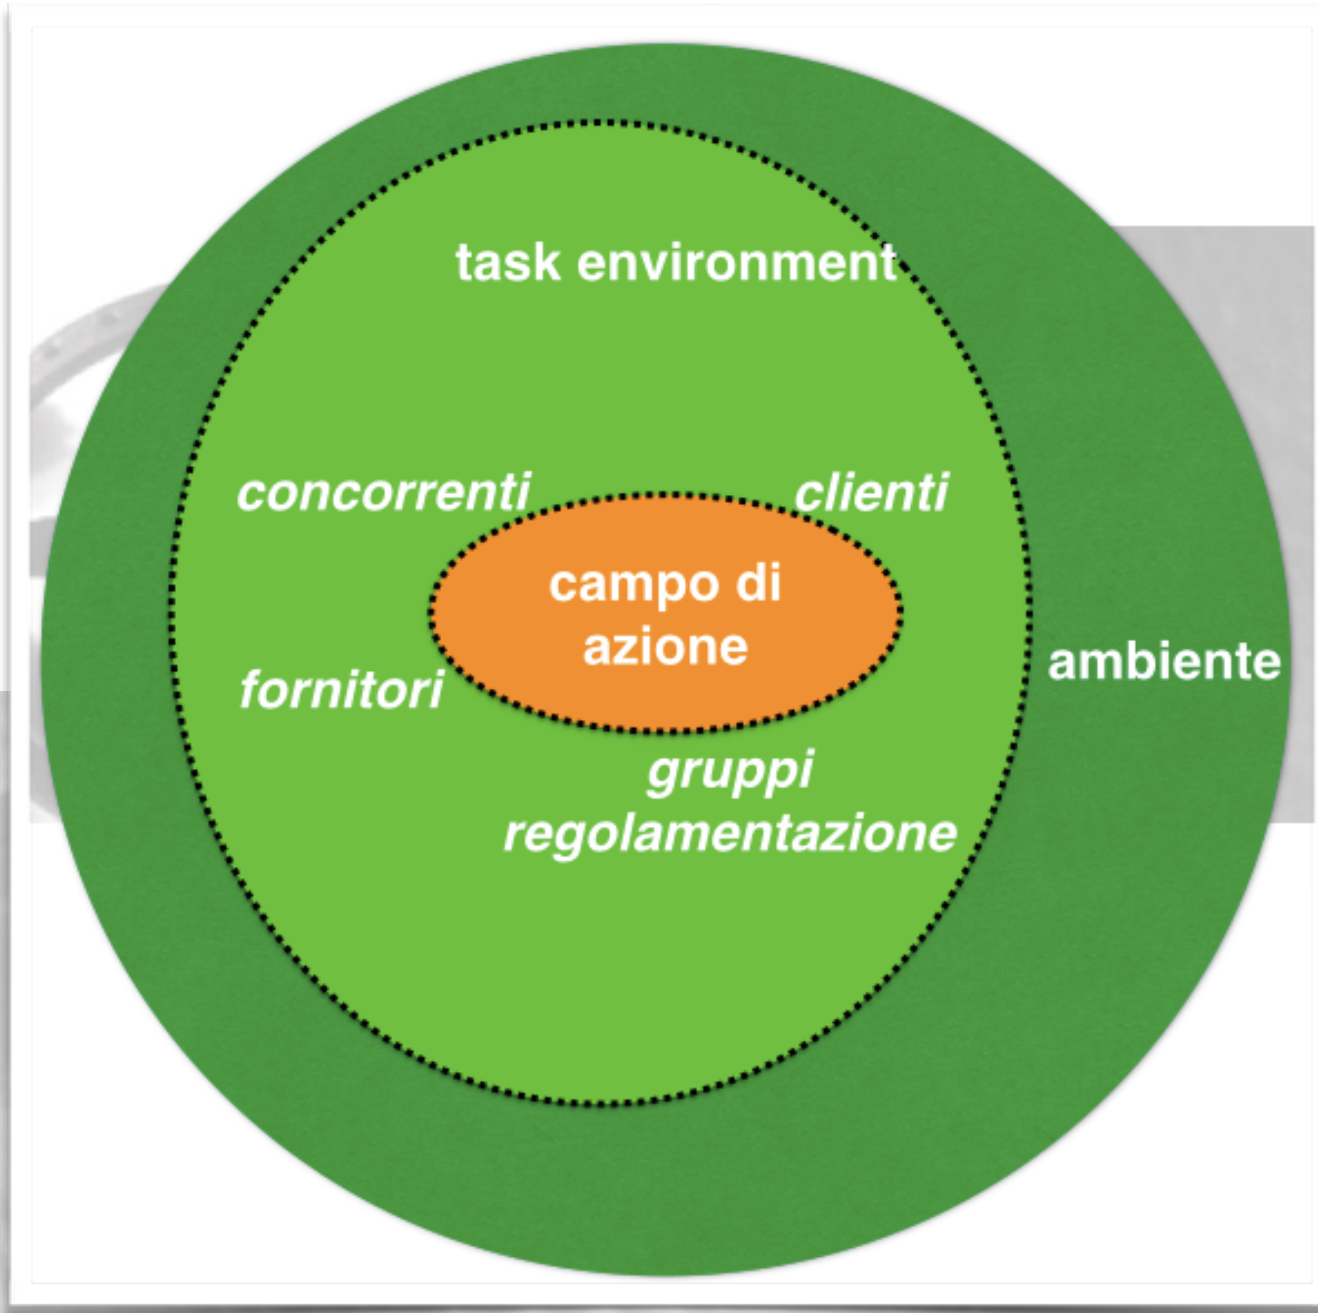 task environment
concorrenti
clienti
campo di
azione
ambiente
fornitori
gruppi
regolamentazione